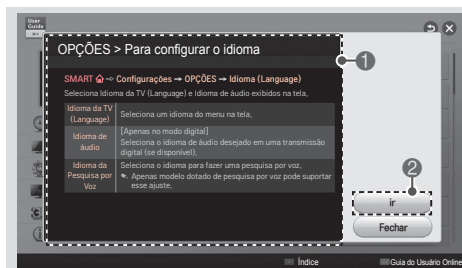 User
Guide
OPÇÕES > Para configurar o idioma
1
SMART ⇨ Configurações → OPÇÕES → Idioma (Language)
Seleciona Idioma da TV (Language) e Idioma de áudio exibidos na tela.
Idioma da TV
(Language)
Seleciona um idioma do menu na tela.
Idioma de
áudio
[Apenas no modo digital]
Seleciona o idioma de áudio desejado em uma transmissão
digital (se disponível).
Idioma da
Pesquisa por
Voz
Seleciona o idioma para fazer uma pesquisa por voz.
Apenas modelo dotado de pesquisa por voz pode suportar
esse ajuste.
2
ir
Fechar
Índice
Guia do Usuário Online